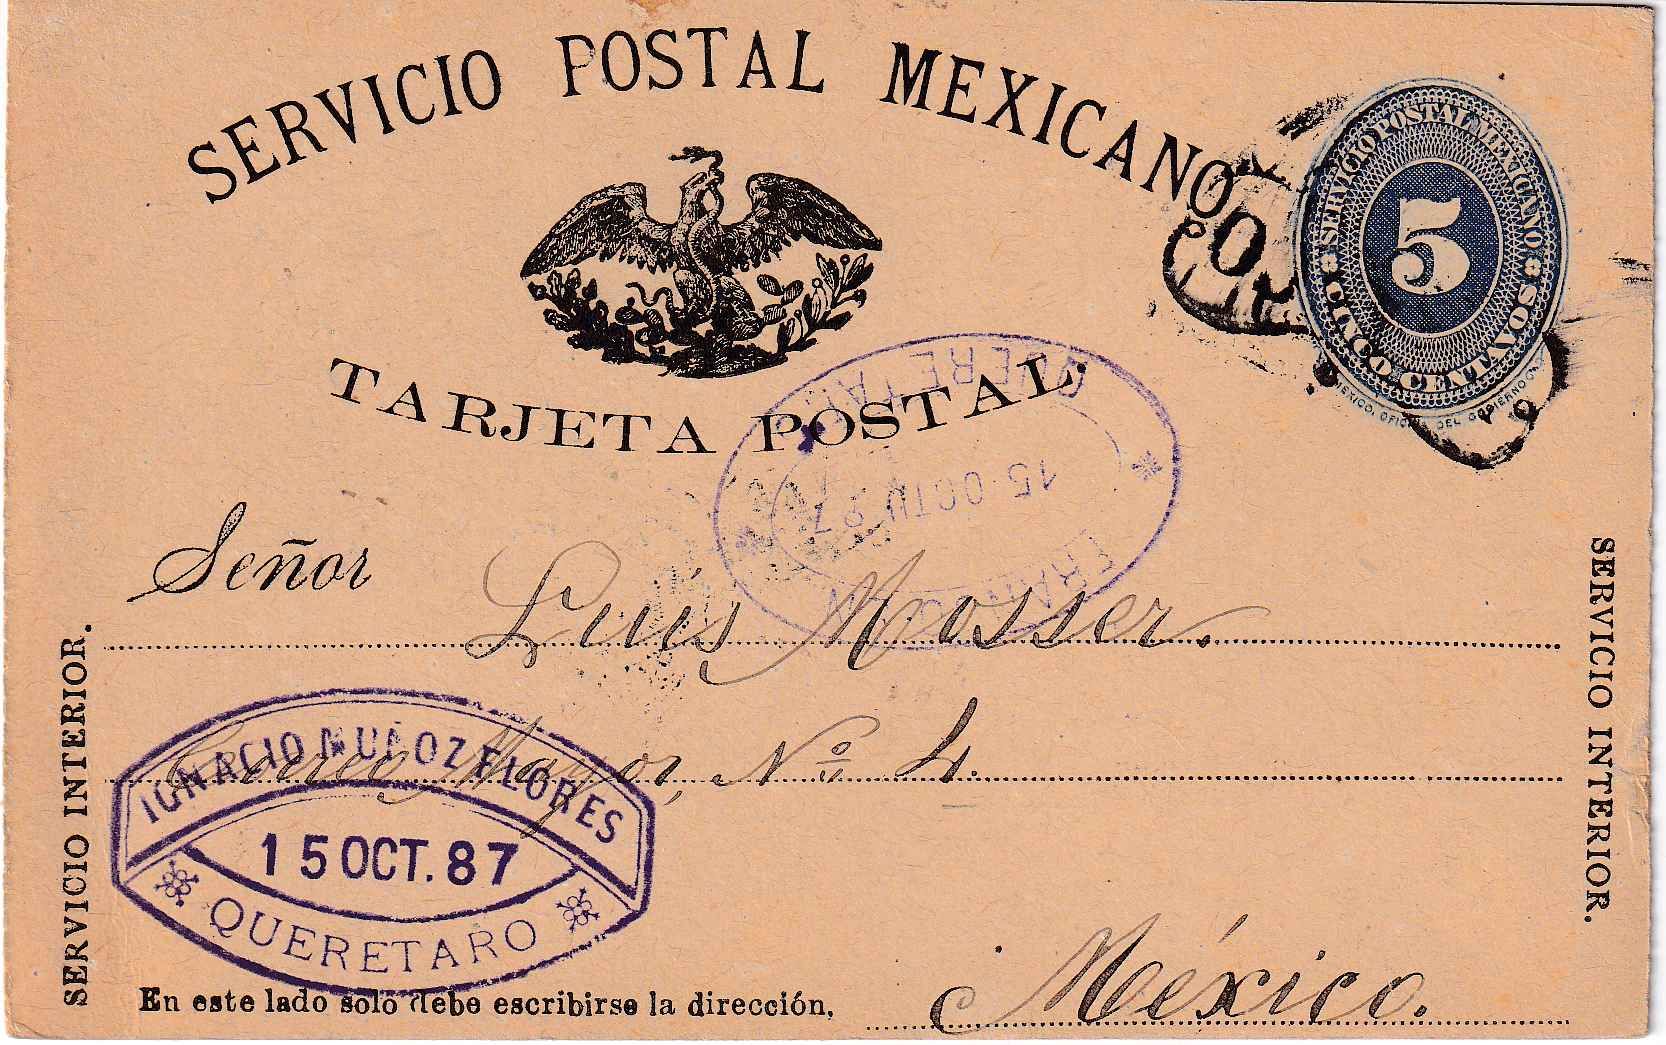 SERVICIO POSTAL MEXICANO
SERVICIO POSTAL MEXICANO
5
CINCO CENTAVOS
TARJETA POSTAL.
QUERETARO
15 OCTU 87
Señor Luis Mosser.
Correo Mayor, Nº 4.
México.
IGNACIO MUÑOZ FLORES
15 OCT. 87
QUERETARO
En este lado solo debe escribirse la dirección,
SERVICIO INTERIOR.
SERVICIO INTERIOR.